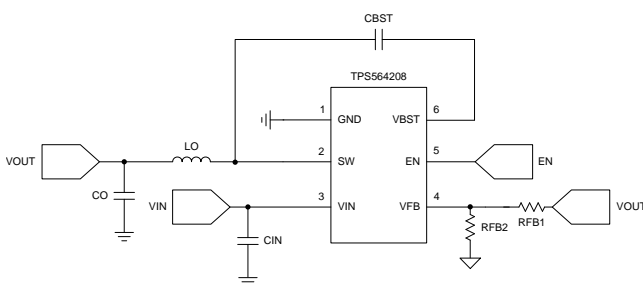 CBST
TPS564208
1 GND VBST 6
LO
VOUT 2 SW EN 5 EN
CO
VIN 3 VIN VFB 4 VOUT
RFB2 RFB1
CIN